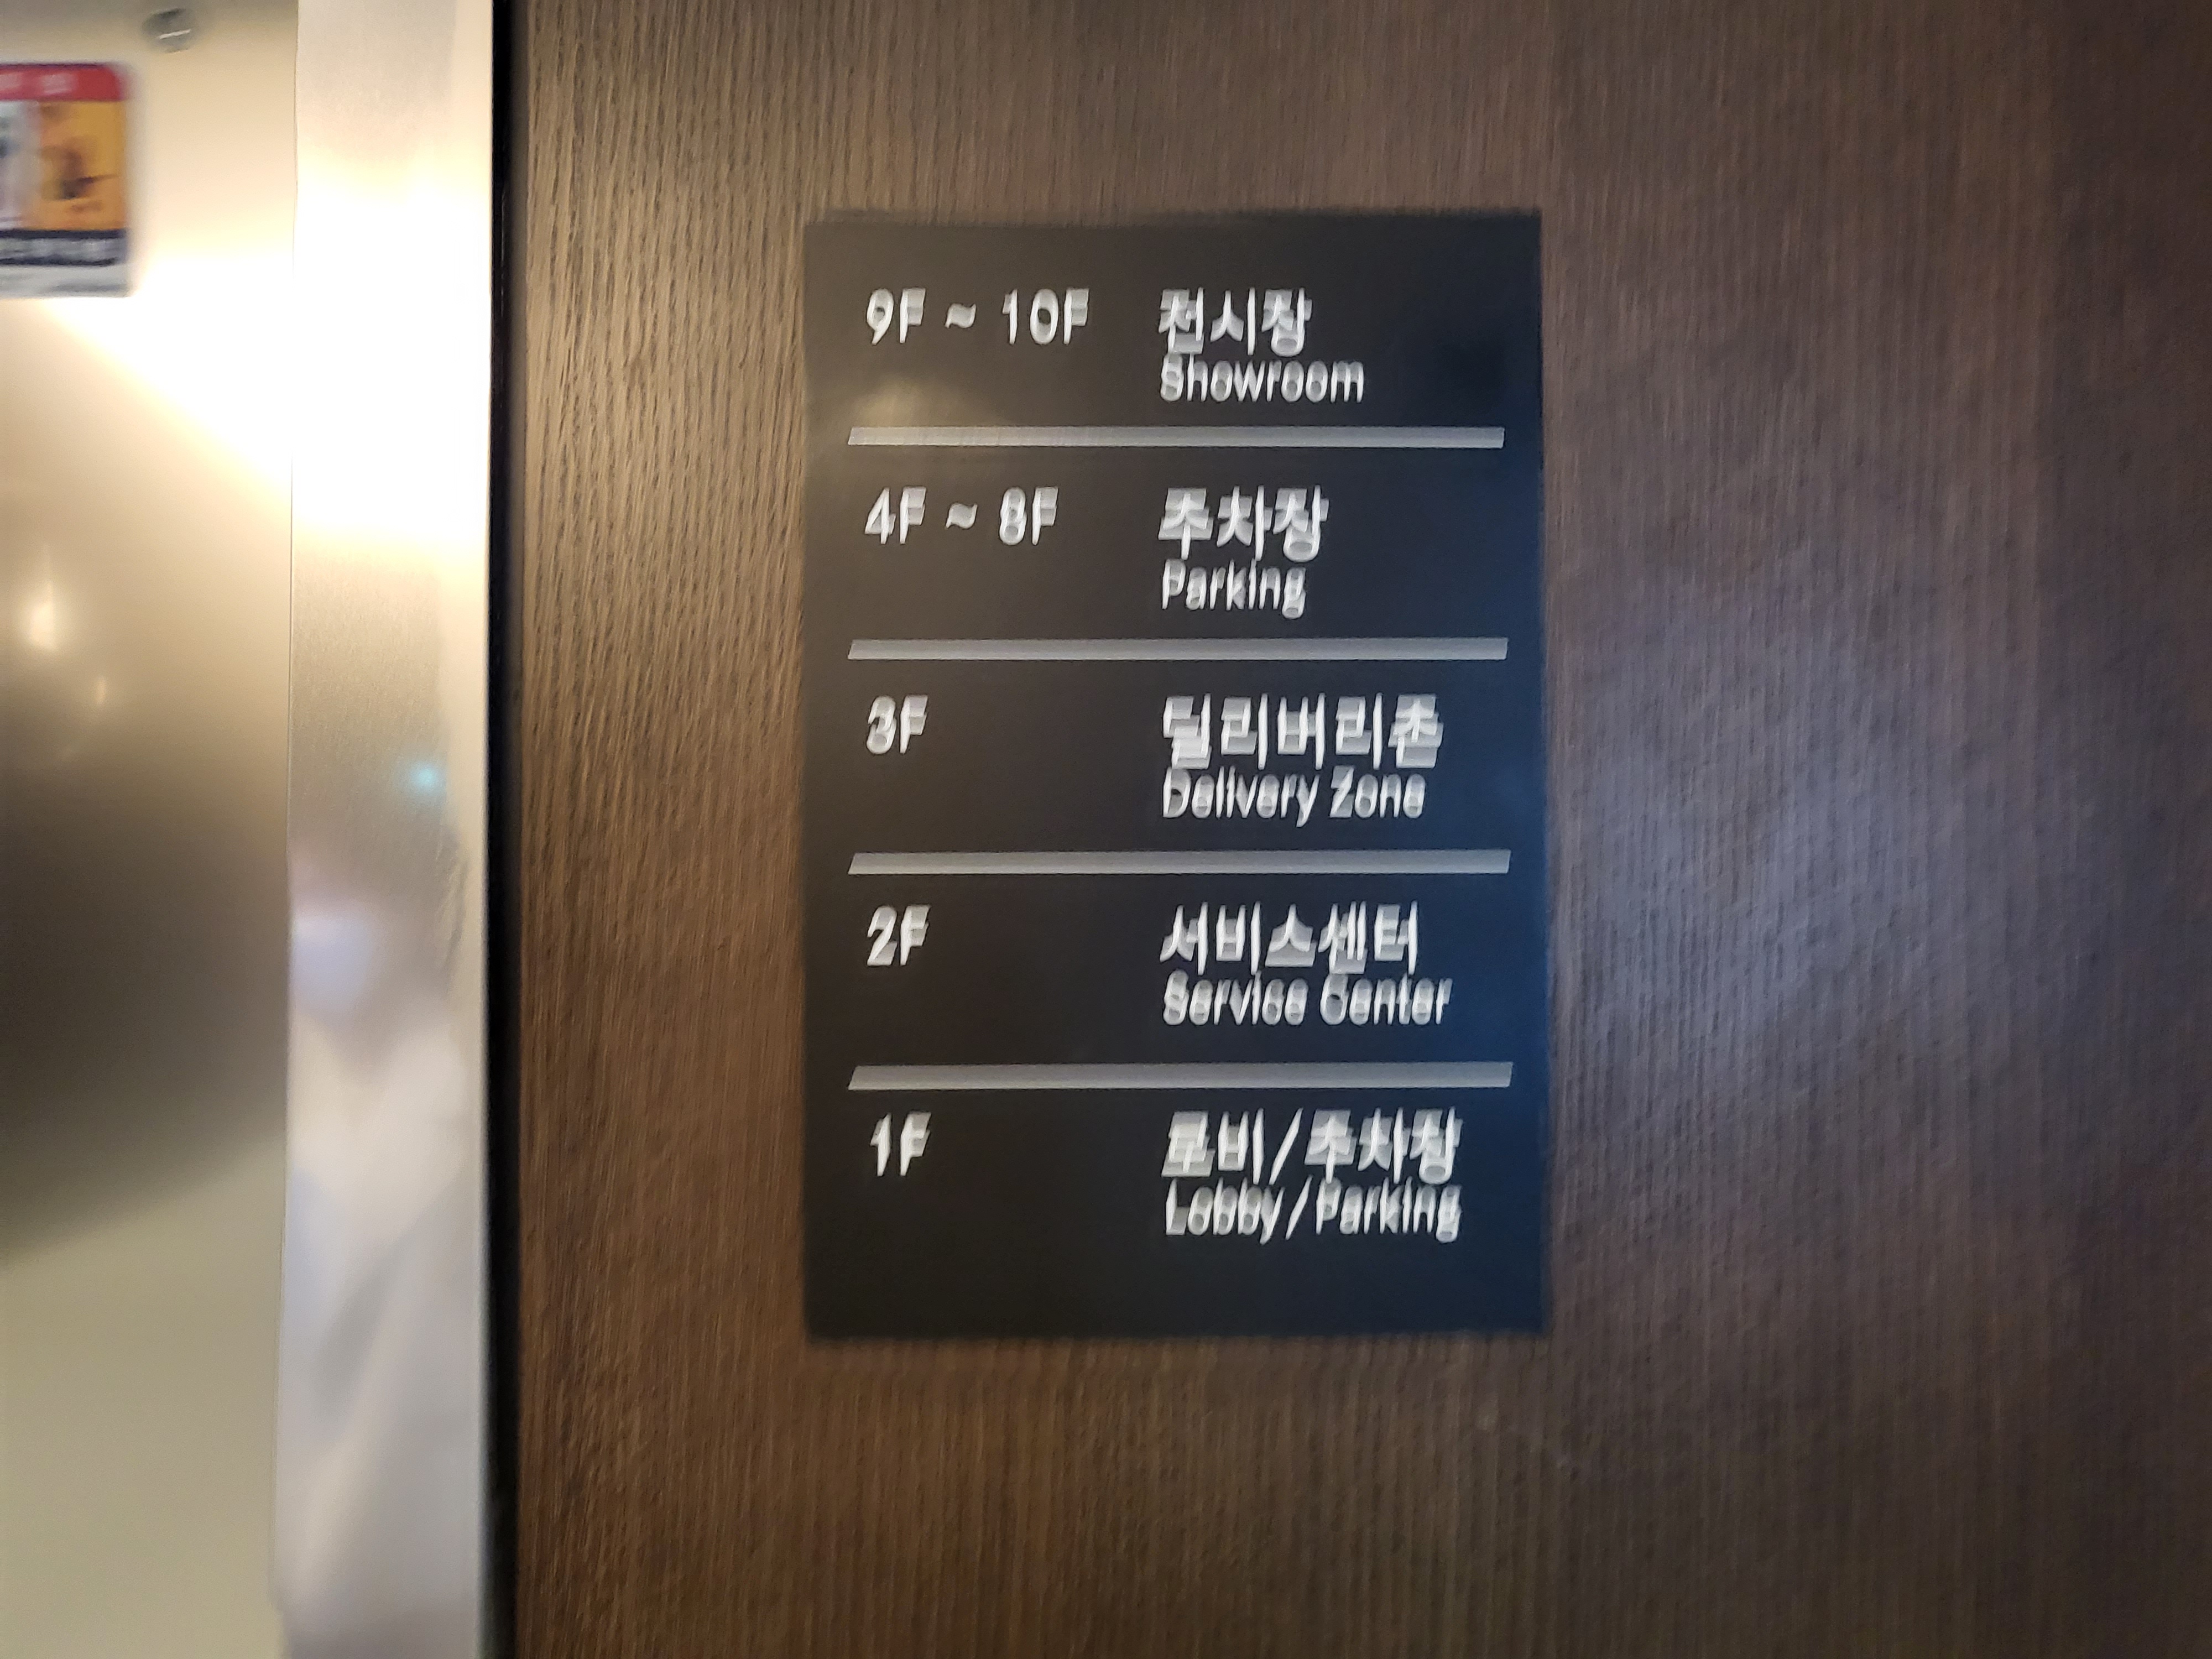 9F ~ 10F 전시장
Showroom
4F ~ 8F 주차장
Parking
3F 딜리버리존
Delivery Zone
2F 서비스센터
Service Center
1F 로비/주차장
Lobby/Parking